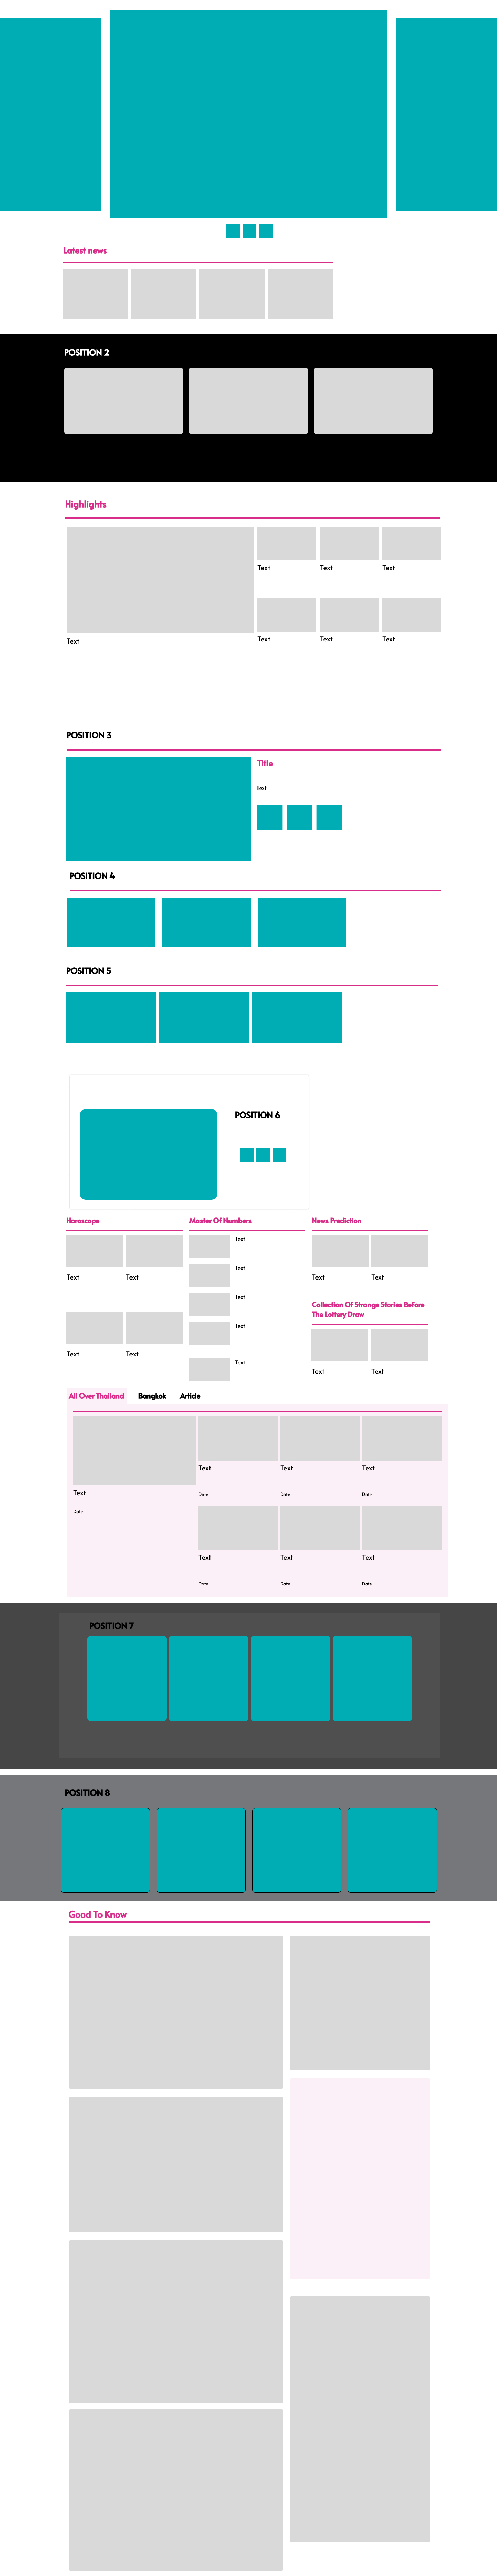 Latest news
POSITION 2
Highlights
Text
Text
Text
Text
Text
Text
Text
POSITION 3
Title
Text
POSITION 4
POSITION 5
POSITION 6
Horoscope
Text
Text
Text
Text
Master Of Numbers
Text
Text
Text
Text
Text
News Prediction
Text
Text
Collection Of Strange Stories Before
The Lottery Draw
Text
Text
All Over Thailand
Bangkok
Article
Text
Date
Text
Text
Text
Date
Date
Date
Text
Text
Text
Date
Date
Date
POSITION 7
POSITION 8
Good To Know